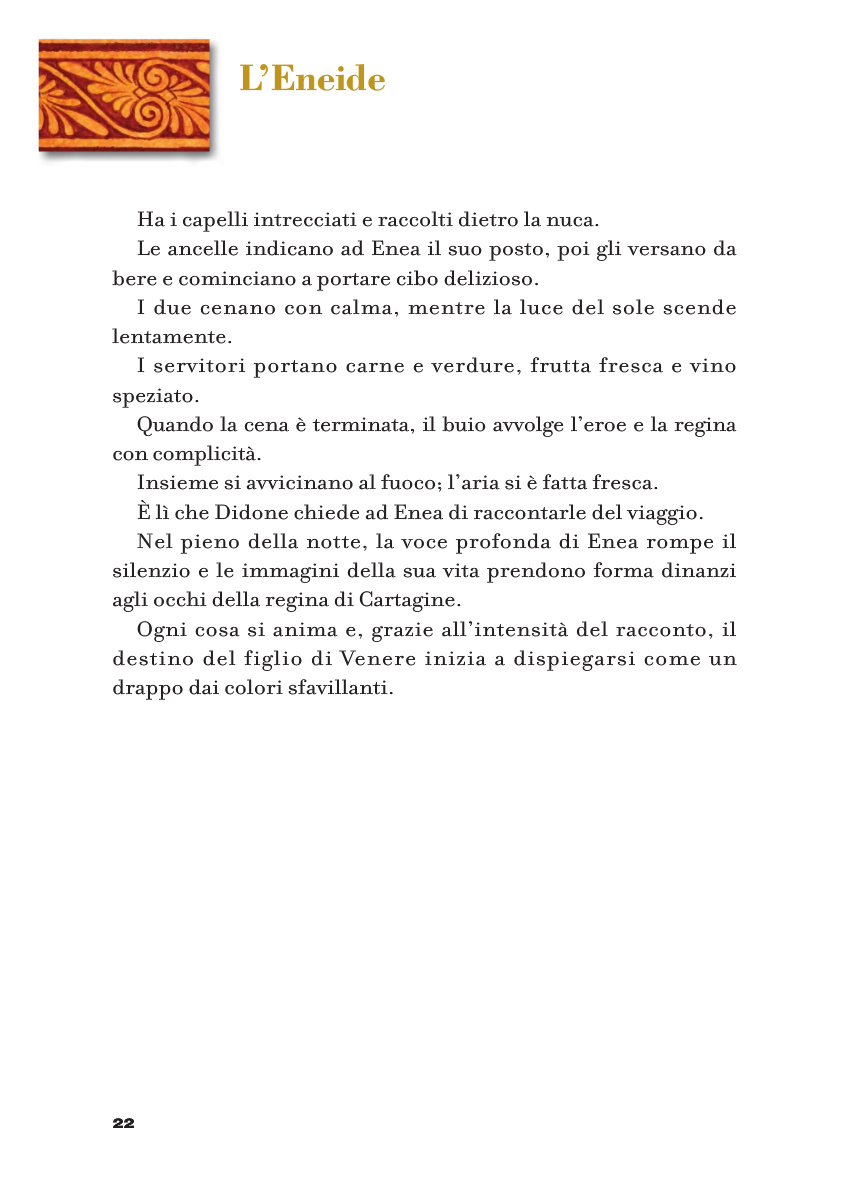 L’Eneide
Ha i capelli intrecciati e raccolti dietro la nuca.
Le ancelle indicano ad Enea il suo posto, poi gli versano da
bere e cominciano a portare cibo delizioso.
I due cenano con calma, mentre la luce del sole scende
lentamente.
I servitori portano carne e verdure, frutta fresca e vino
speziato.
Quando la cena è terminata, il buio avvolge l’eroe e la regina
con complicità.
Insieme si avvicinano al fuoco; l’aria si è fatta fresca.
È lì che Didone chiede ad Enea di raccontarle del viaggio.
Nel pieno della notte, la voce profonda di Enea rompe il
silenzio e le immagini della sua vita prendono forma dinanzi
agli occhi della regina di Cartagine.
Ogni cosa si anima e, grazie all’intensità del racconto, il
destino del figlio di Venere inizia a dispiegarsi come un
drappo dai colori sfavillanti.
22